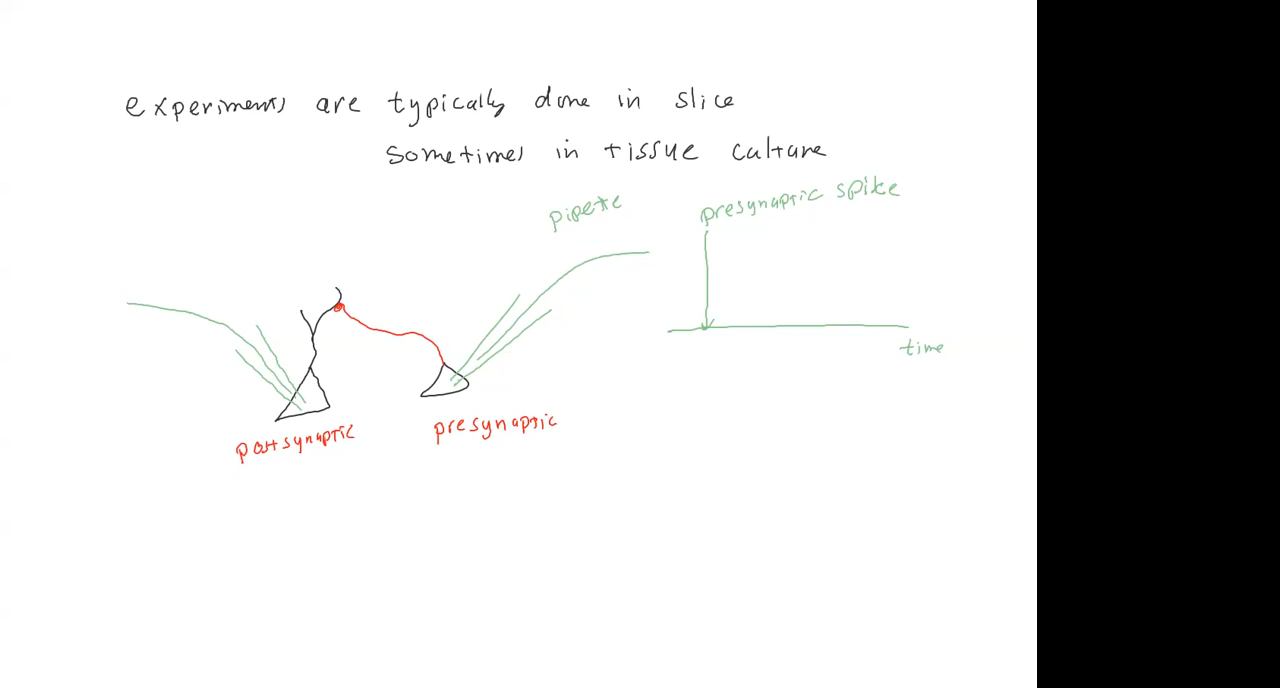 experiments are typically done in slice
sometimes in tissue culture
pipette
presynaptic spike
time
postsynaptic
presynaptic